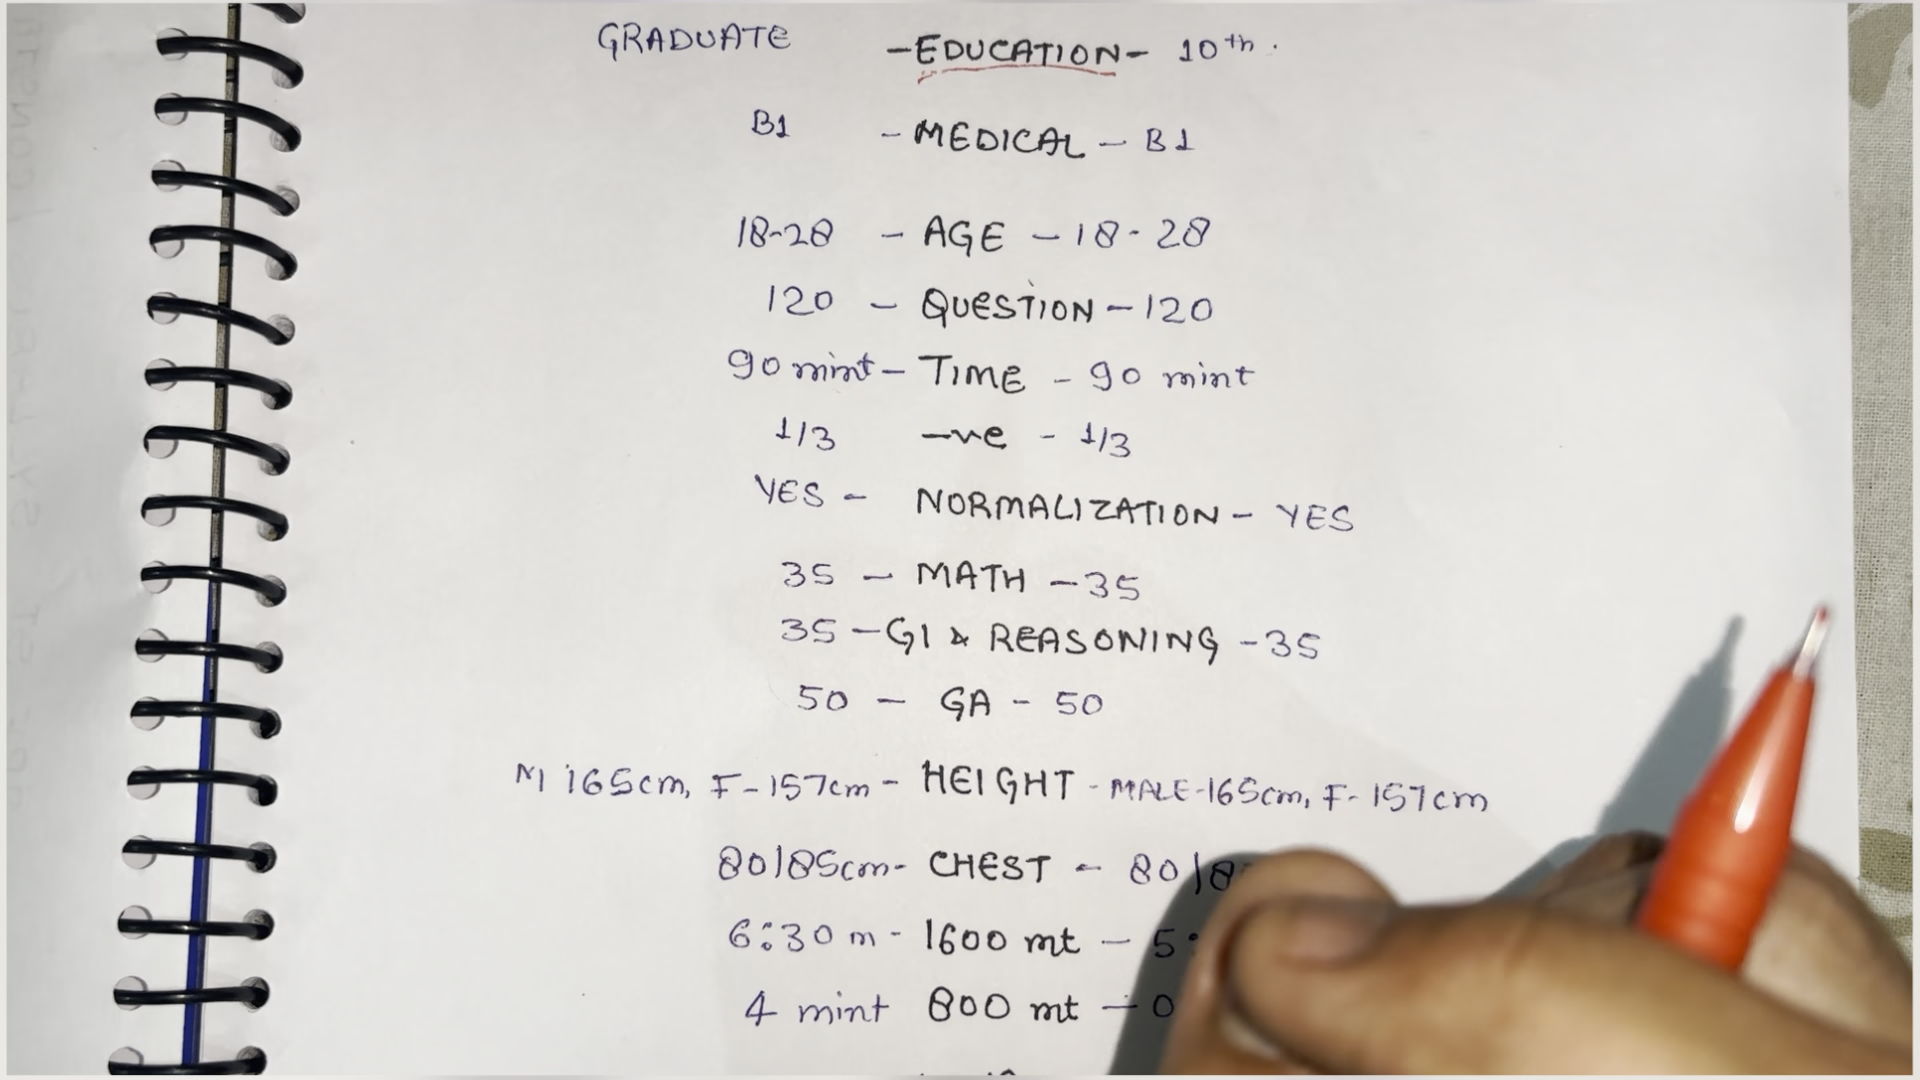 GRADUATE -EDUCATION- 10th.
B1 - MEDICAL - B1
18-28 - AGE - 18-28
120 - QUESTION - 120
90 mint - TIME - 90 mint
1/3 -ve - 1/3
YES - NORMALIZATION - YES
35 - MATH - 35
35 - GI & REASONING - 35
50 - GA - 50
M 165cm, F-157cm - HEIGHT - MALE-165cm, F-157cm
80/85cm - CHEST - 80/8
6:30 m - 1600 mt - 5:
4 mint 800 mt - 0